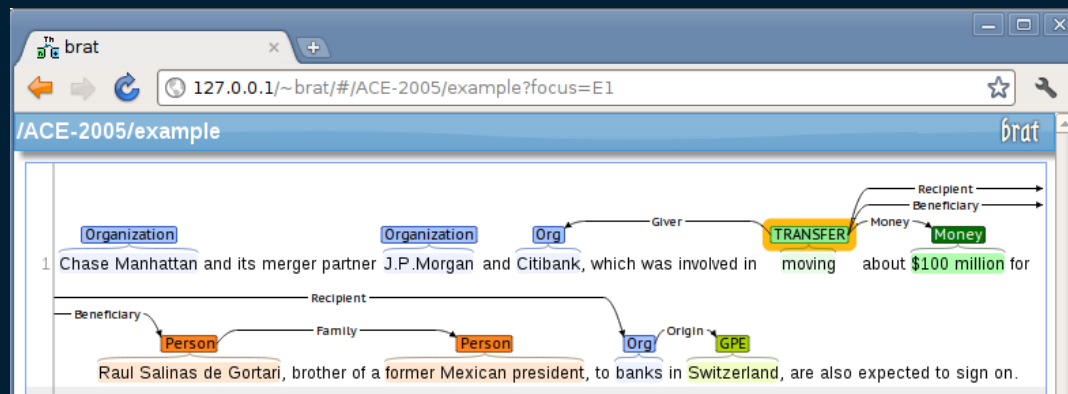 brat
127.0.0.1/~brat/#/ACE-2005/example?focus=E1
/ACE-2005/example brat
Recipient
Beneficiary
Organization Organization Org Giver TRANSFER Money Money
1 Chase Manhattan and its merger partner J.P.Morgan and Citibank, which was involved in moving about $100 million for
Recipient
Beneficiary
Person Family Person Org Origin GPE
Raul Salinas de Gortari, brother of a former Mexican president, to banks in Switzerland, are also expected to sign on.